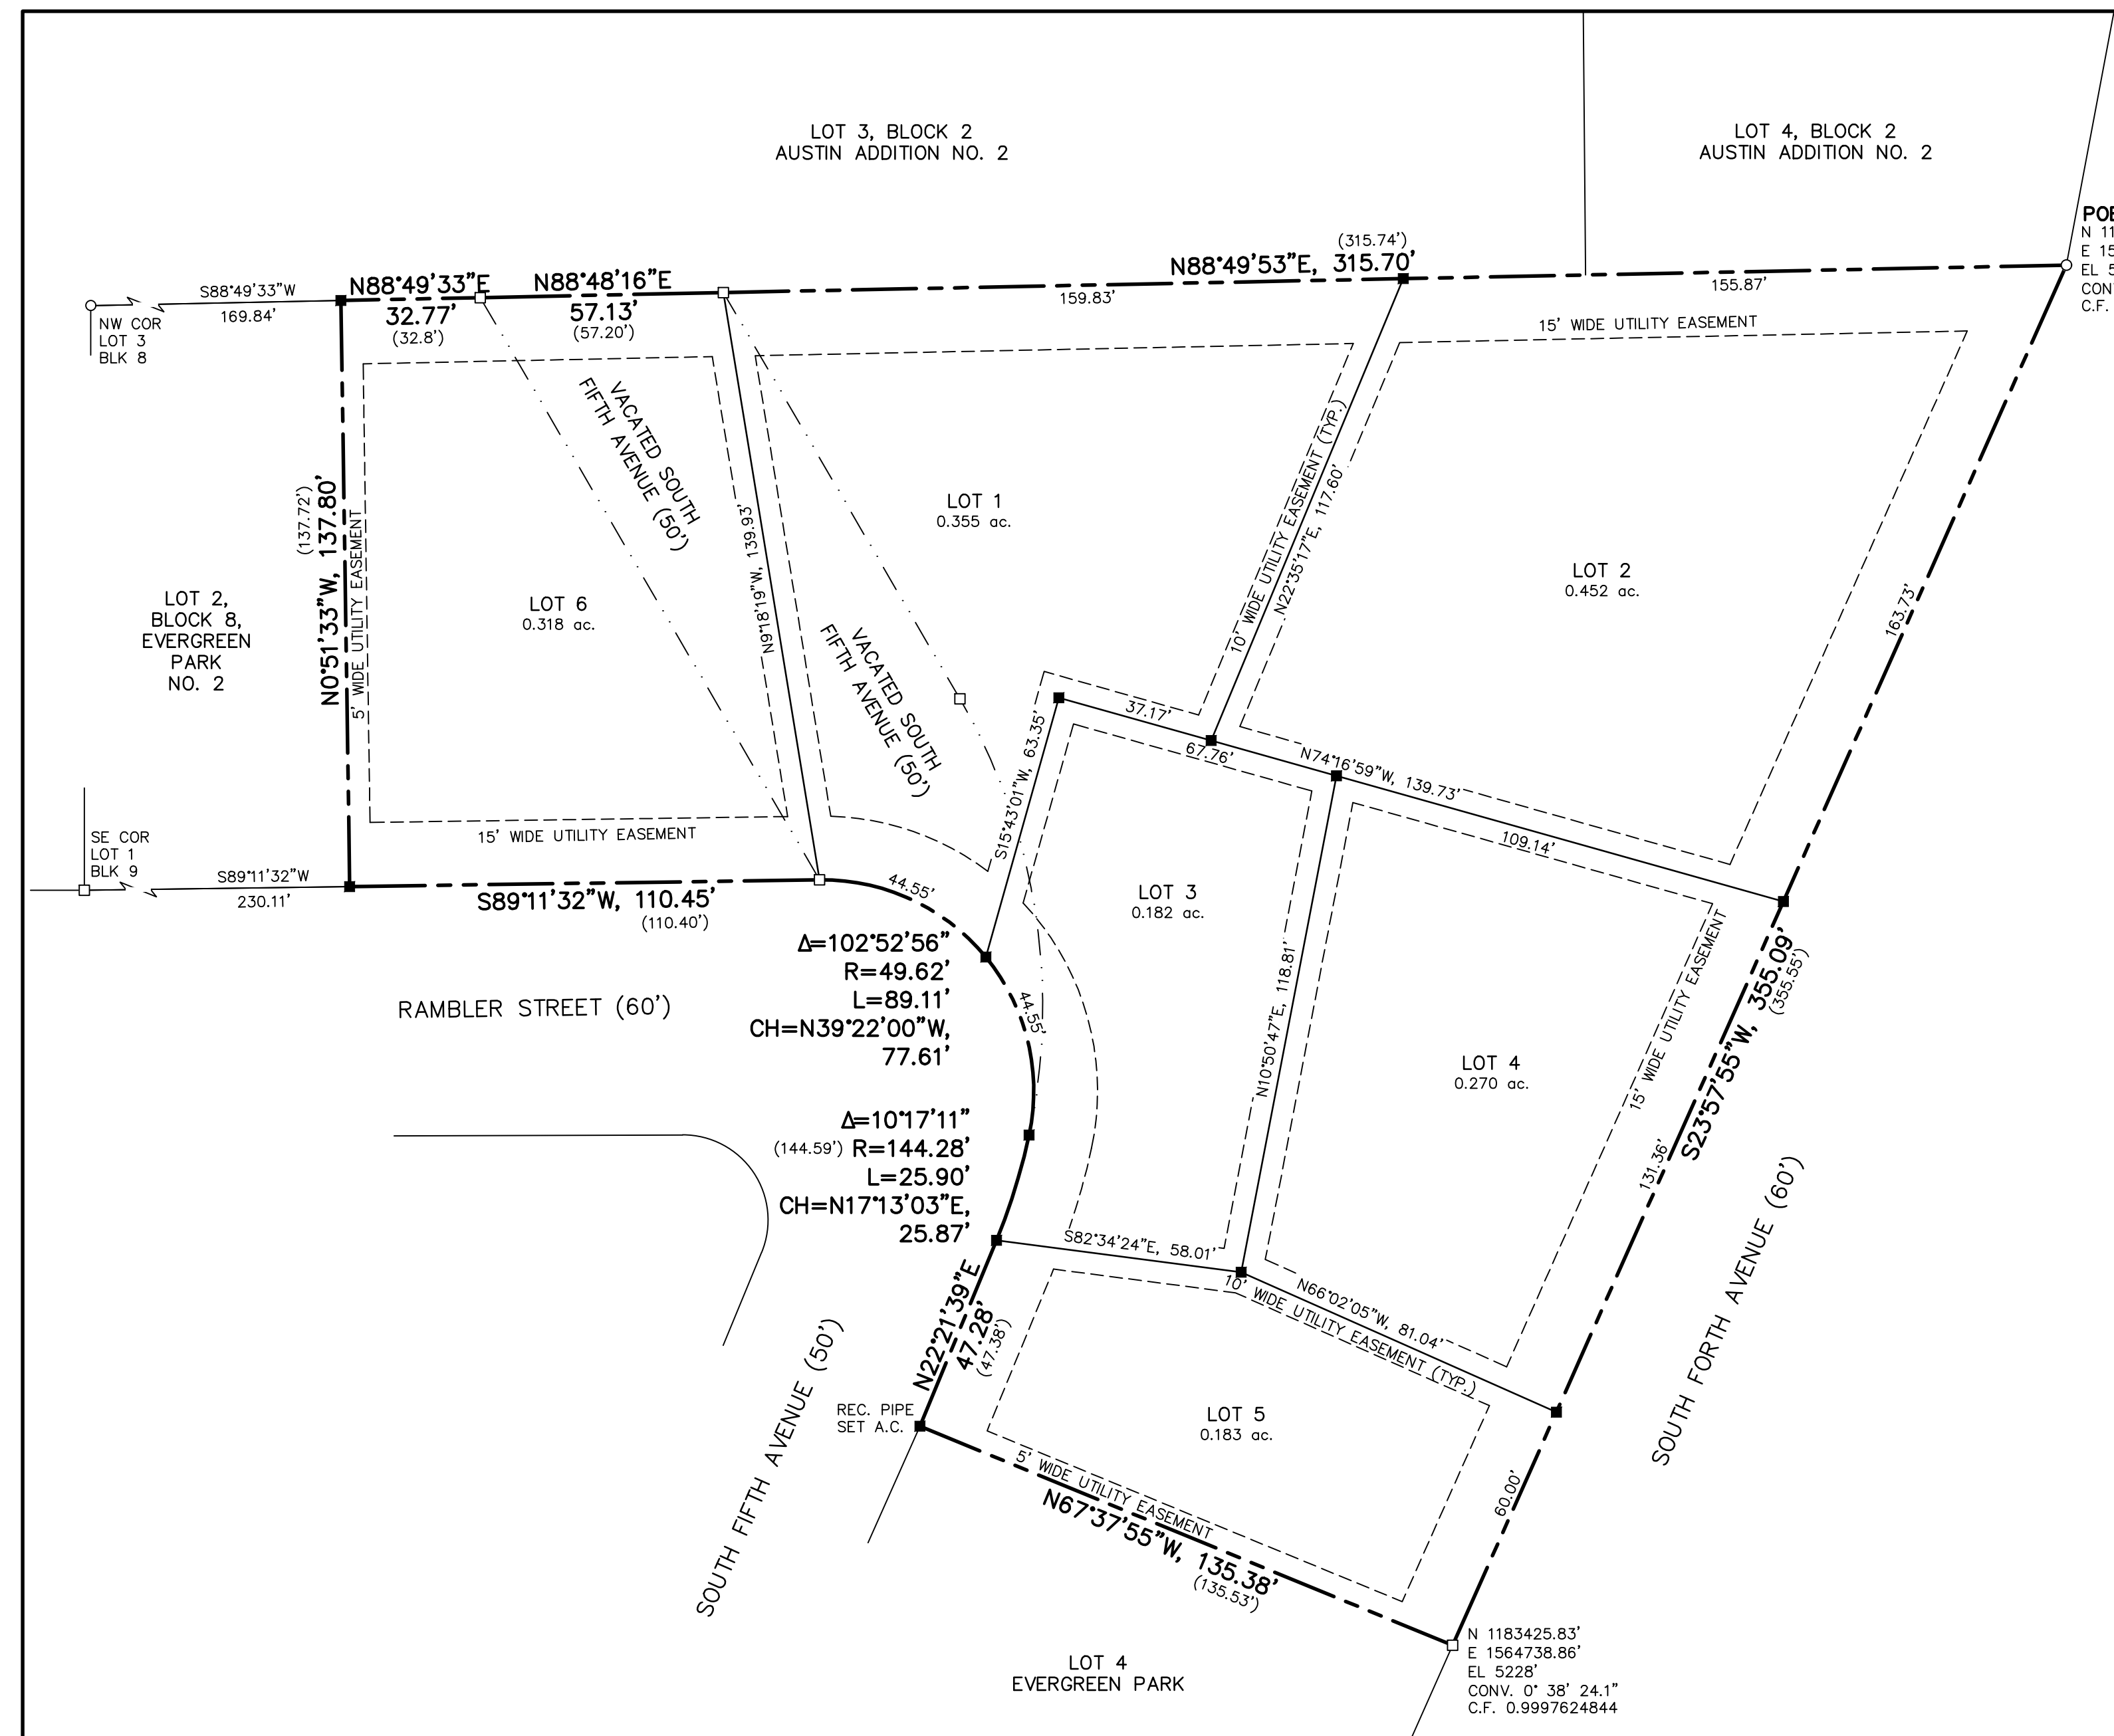 LOT 3, BLOCK 2
AUSTIN ADDITION NO. 2
LOT 4, BLOCK 2
AUSTIN ADDITION NO. 2
N 11
E 15
EL 5
C.F.
(315.74')
N88°49'53"E, 315.70'
159.83'
155.87'
S88°49'33"W
169.84'
NW COR
LOT 3
BLK 8
N88°49'33"E
32.77'
(32.8')
N88°48'16"E
57.13'
(57.20')
15' WIDE UTILITY EASEMENT
VACATED SOUTH
FIFTH AVENUE (50')
LOT 1
0.355 ac.
10' WIDE UTILITY EASEMENT (TYP.)
N22°35'17"E, 117.60'
LOT 2
0.452 ac.
163.73'
(137.72')
N0°51'33"W, 137.80'
5' WIDE UTILITY EASEMENT
LOT 6
0.318 ac.
N9°18'19"W, 139.93'
LOT 2,
BLOCK 8,
EVERGREEN
PARK
NO. 2
VACATED SOUTH
FIFTH AVENUE (50')
S15°43'01"W, 63.35'
37.17'
67.76'
N74°16'59"W, 139.73'
109.14'
SE COR
LOT 1
BLK 9
S89°11'32"W
230.11'
15' WIDE UTILITY EASEMENT
S89°11'32"W, 110.45'
(110.40')
44.55'
LOT 3
0.182 ac.
Δ=102°52'56"
R=49.62'
L=89.11'
CH=N39°22'00"W,
77.61'
44.55'
RAMBLER STREET (60')
N10°50'47"E, 118.81'
LOT 4
0.270 ac.
15' WIDE UTILITY EASEMENT
S23°57'55"W, 355.09'
(355.55')
131.36'
Δ=10°17'11"
(144.59') R=144.28'
L=25.90'
CH=N17°13'03"E,
25.87'
S82°34'24"E, 58.01'
10' WIDE UTILITY EASEMENT (TYP.)
N66°02'05"W, 81.04'
SOUTH FORTH AVENUE (60')
N22°21'39"E
47.28'
(47.38')
REC. PIPE
SET A.C.
LOT 5
0.183 ac.
5' WIDE UTILITY EASEMENT
N67°37'55"W, 135.38'
(135.53')
60.00'
SOUTH FIFTH AVENUE (50')
LOT 4
EVERGREEN PARK
N 1183425.83'
E 1564738.86'
EL 5228'
CONV. 0° 38' 24.1"
C.F. 0.9997624844